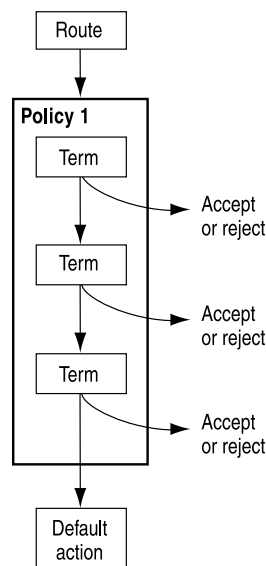 Route
Policy 1
Term
Accept
or reject
Term
Accept
or reject
Term
Accept
or reject
Default
action